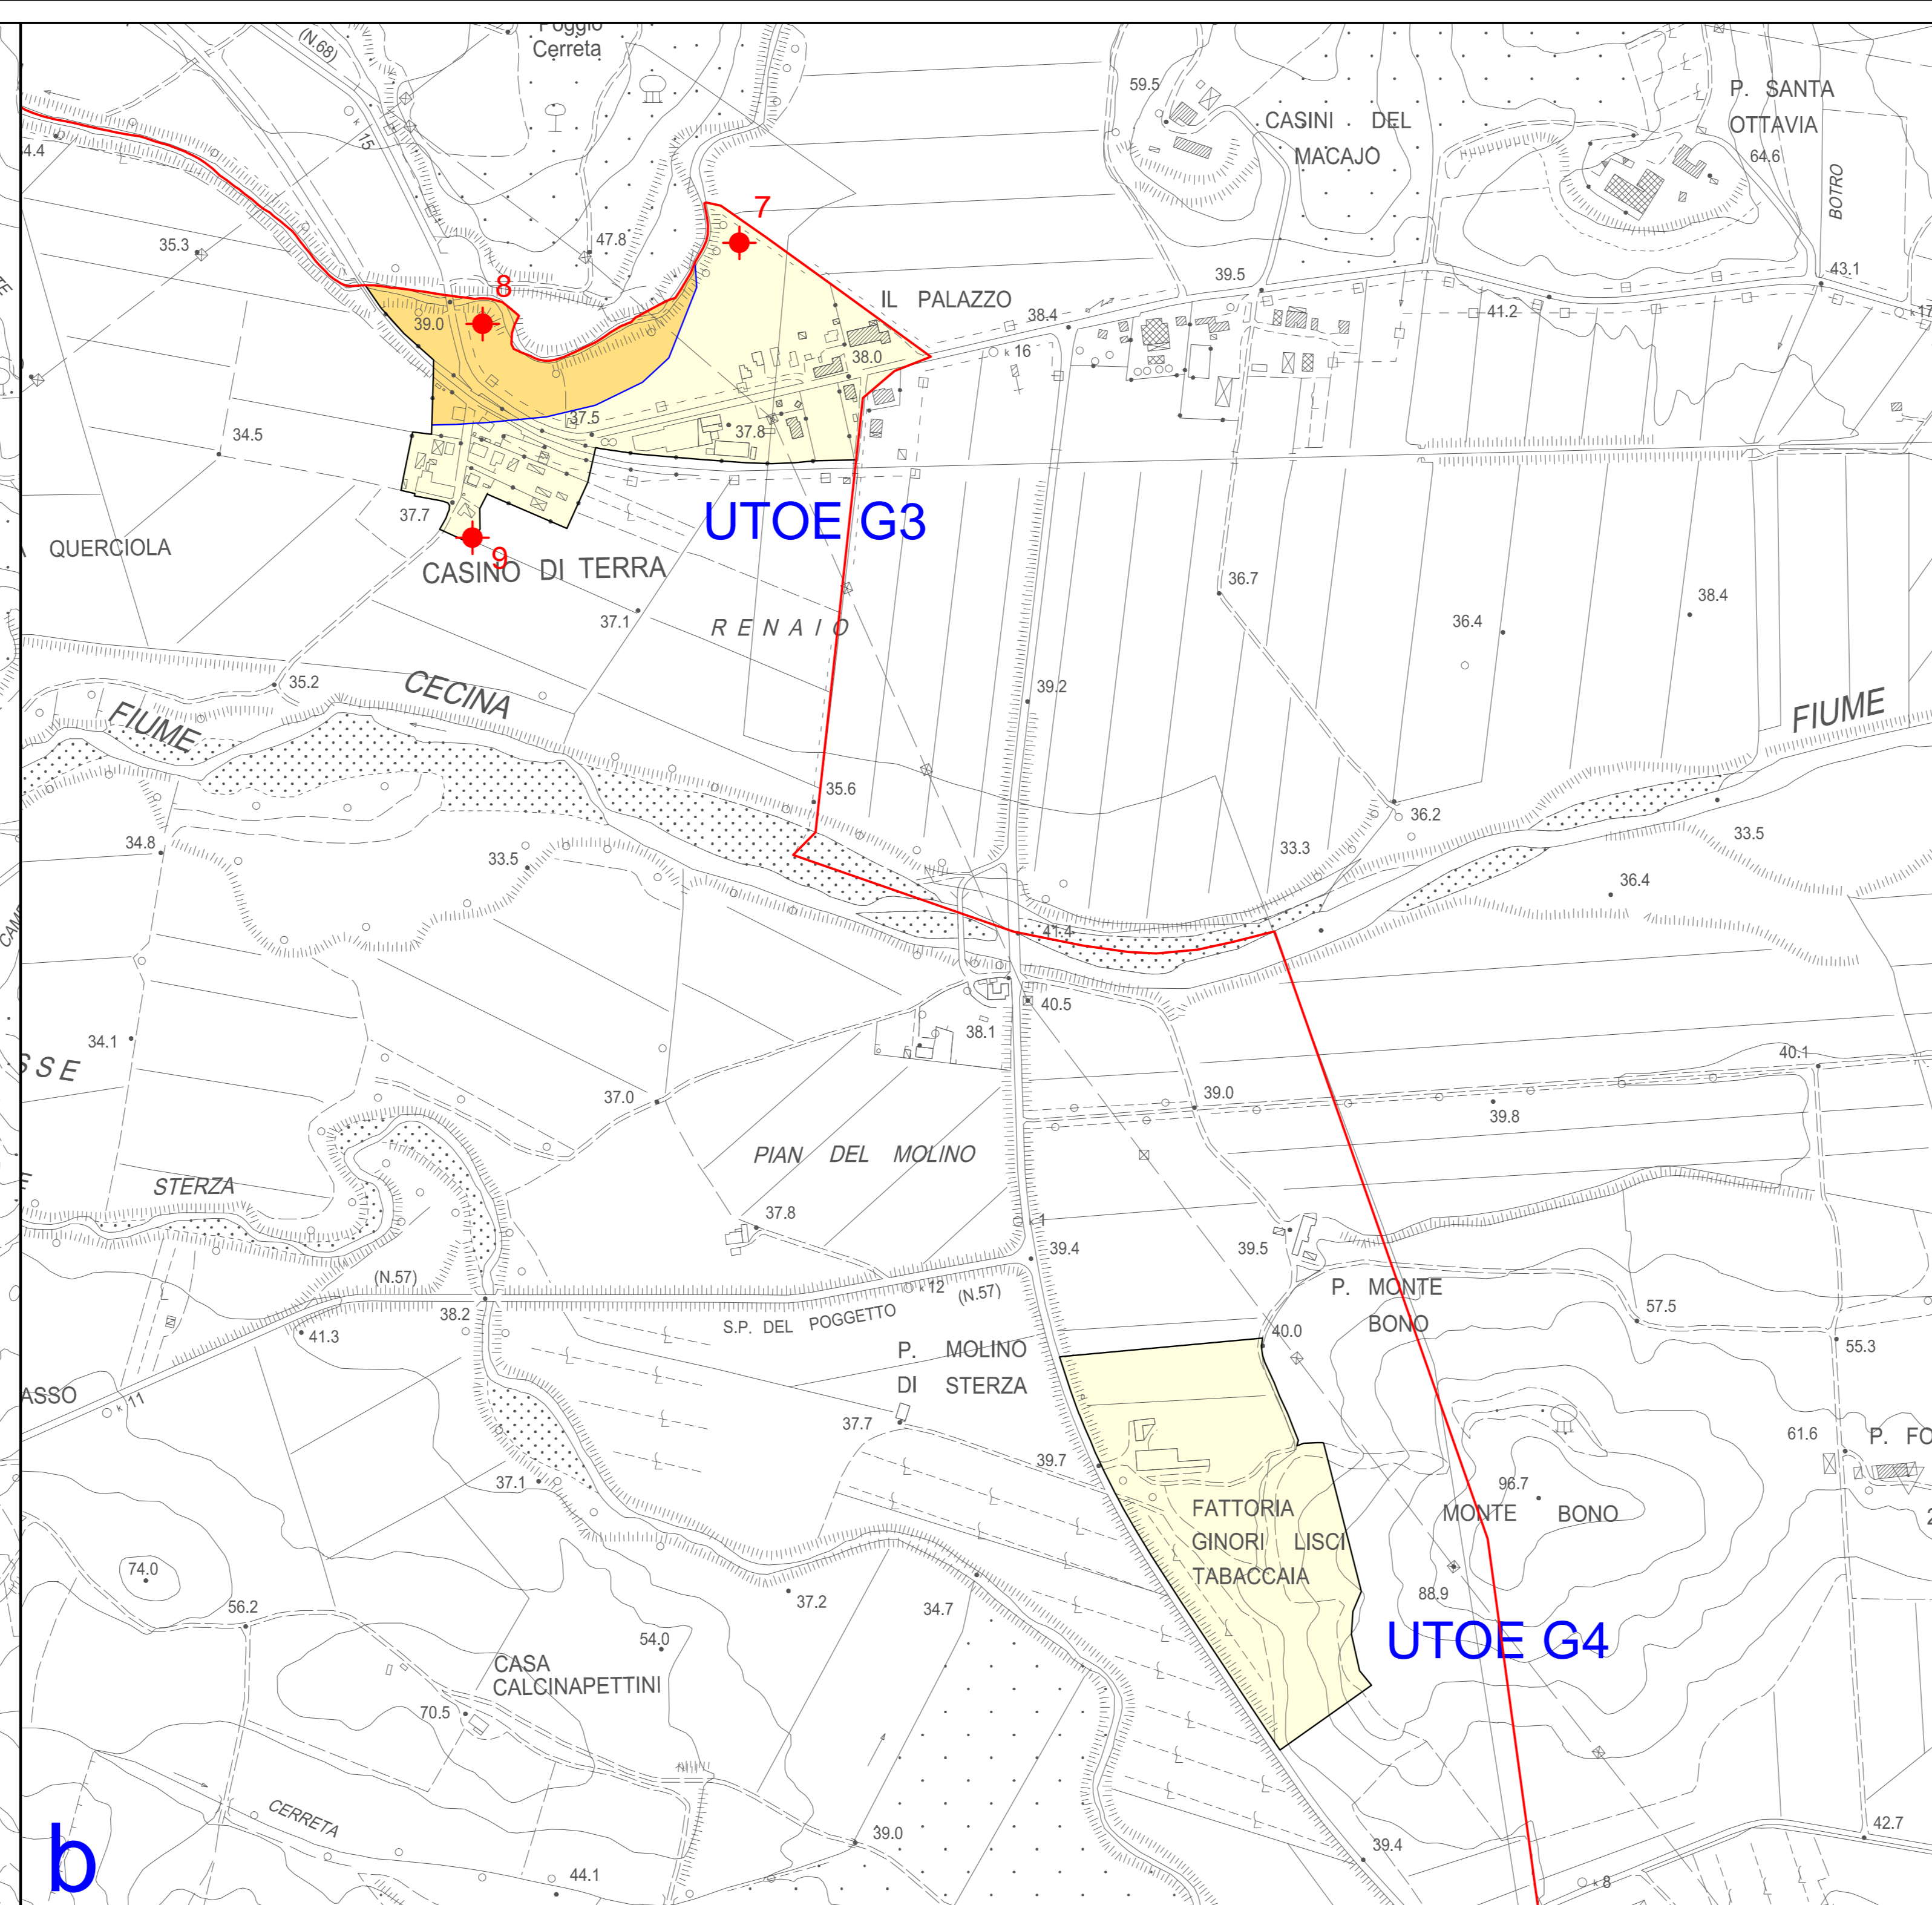 Cerreta
(N.68)
k 15
59.5
CASINI DEL
MACAJO
P. SANTA
OTTAVIA
64.6
BOTRO
35.3
47.8
7
8
39.0
39.5
43.1
IL PALAZZO
38.4
41.2
k 16
k 17
38.0
37.5
37.8
34.5
37.7
UTOE G3
9
QUERCIOLA
CASINO DI TERRA
37.1
RENAIO
36.7
36.4
38.4
35.2
CECINA
FIUME
39.2
FIUME
35.6
36.2
34.8
33.5
33.3
33.5
36.4
41.4
40.5
38.1
34.1
SSE
40.1
37.0
39.0
39.8
PIAN DEL MOLINO
STERZA
37.8
k 1
39.4
39.5
(N.57)
k 12
(N.57)
38.2
S.P. DEL POGGETTO
P. MONTE
BONO
57.5
41.3
40.0
55.3
P. MOLINO
DI STERZA
ASSO
k 11
37.7
39.7
61.6
P. FO
37.1
96.7
FATTORIA
GINORI LISCI
TABACCAIA
MONTE BONO
74.0
56.2
37.2
34.7
88.9
54.0
UTOE G4
CASA
CALCINAPETTINI
70.5
CERRETA
39.0
39.4
42.7
b
44.1
k 8